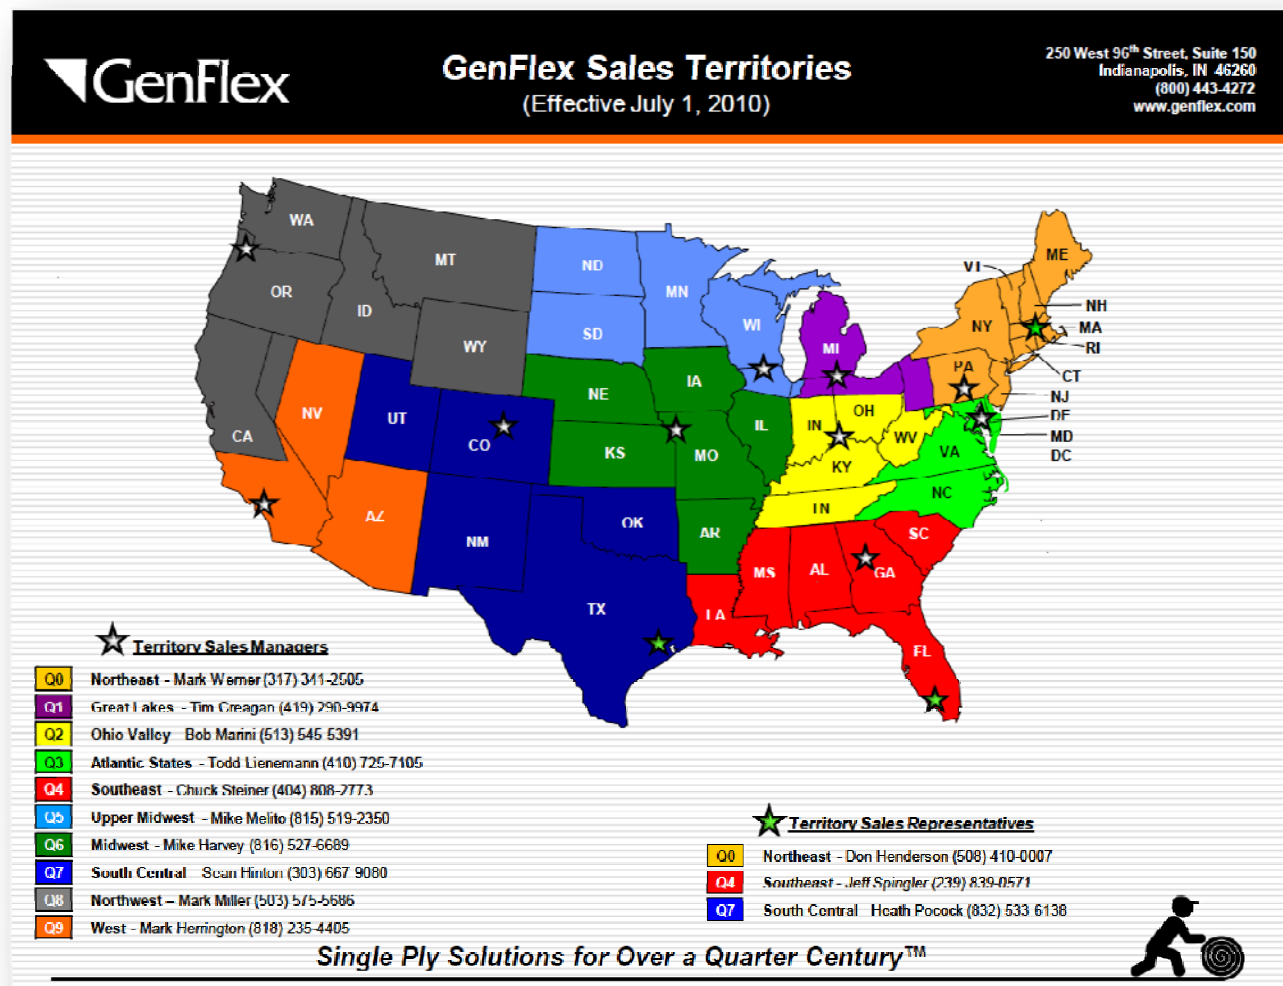 GenFlex
GenFlex Sales Territories
(Effective July 1, 2010)
250 West 96th Street, Suite 150
Indianapolis, IN 46260
(800) 443-4272
www.genflex.com
WA
MT
ND
MN
ME
VT
OR
ID
SD
WI
NY
NH
MA
RI
WY
MI
PA
CT
NJ
DE
MD
DC
NE
IA
NV
UT
CO
KS
MO
IL
IN
OH
WV
KY
VA
CA
AZ
NM
OK
AR
TN
NC
SC
MS
AL
GA
TX
LA
FL
Territory Sales Managers
Q0 Northeast - Mark Werner (317) 341-2505
Q1 Great Lakes - Tim Creagan (419) 290-9974
Q2 Ohio Valley Bob Marini (513) 545 5391
Q3 Atlantic States - Todd Lienemann (410) 725-7105
Q4 Southeast - Chuck Steiner (404) 808-2773
Q5 Upper Midwest - Mike Melito (815) 519-2350
Q6 Midwest - Mike Harvey (816) 527-6689
Q7 South Central Sean Hinton (303) 667 9080
Q8 Northwest – Mark Miller (503) 575-5686
Q9 West - Mark Herrington (818) 235-4405
Territory Sales Representatives
Q0 Northeast - Don Henderson (508) 410-0007
Q4 Southeast - Jeff Spingler (239) 839-0571
Q7 South Central Heath Pocock (832) 533 6138
Single Ply Solutions for Over a Quarter Century™